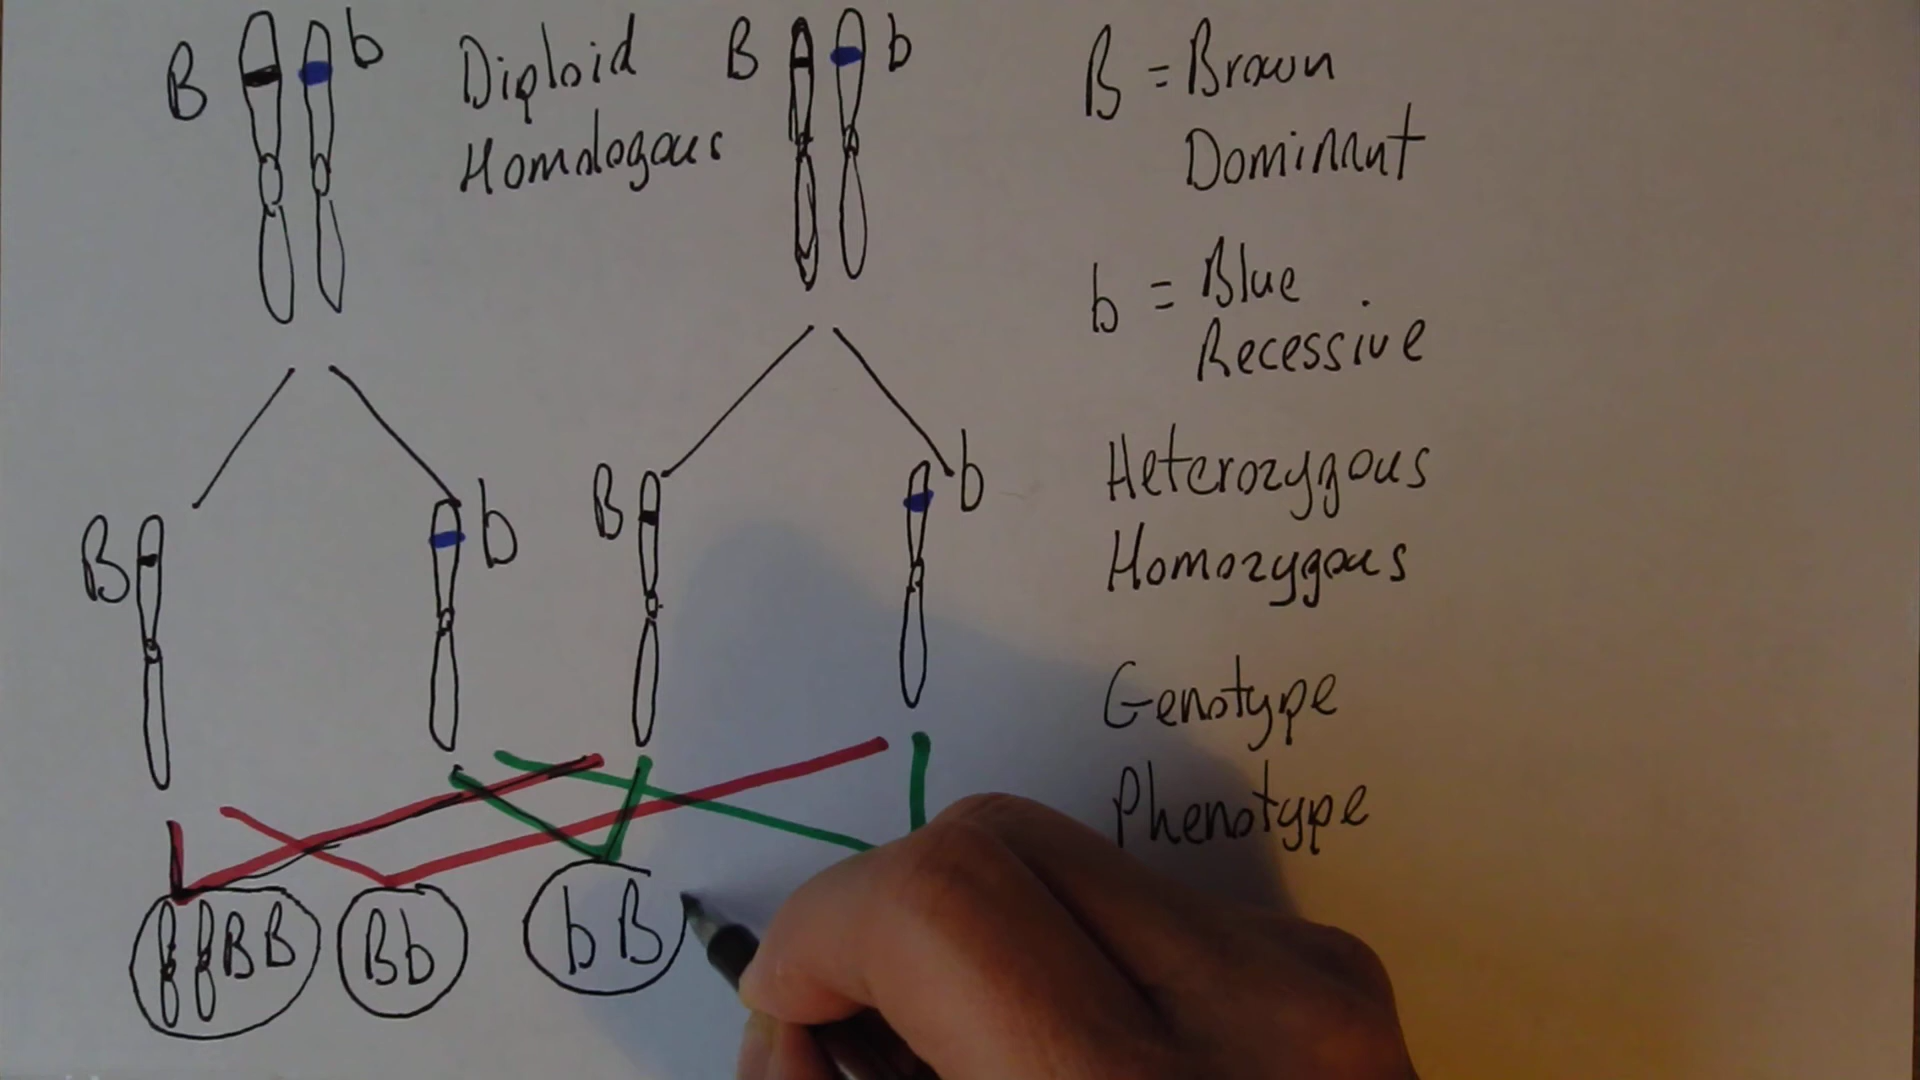 B b Diploid B b
Homologous
B = Brown
Dominant
b = Blue
Recessive
Heterozygous
Homozygous
B b B b
Genotype
Phenotype
BB Bb bB